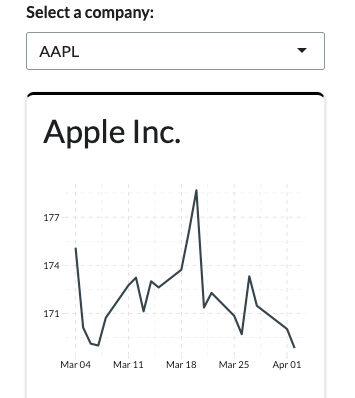 Select a company:
AAPL
Apple Inc.
177
174
171
Mar 04 Mar 11 Mar 18 Mar 25 Apr 01